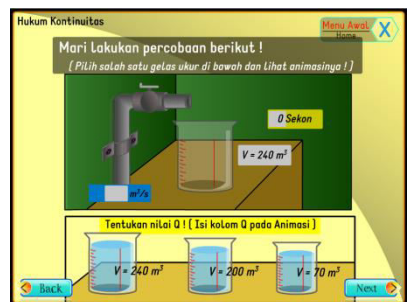 Hukum Kontinuitas
Menu Awal
Home
X
Mari lakukan percobaan berikut !
( Pilih salah satu gelas ukur di bawah dan lihat animasinya ! )
0 Sekon
V = 240 m³
m³/s
Tentukan nilai Q ! ( Isi kolom Q pada Animasi )
V = 240 m³
V = 200 m³
V = 70 m³
Back
Next